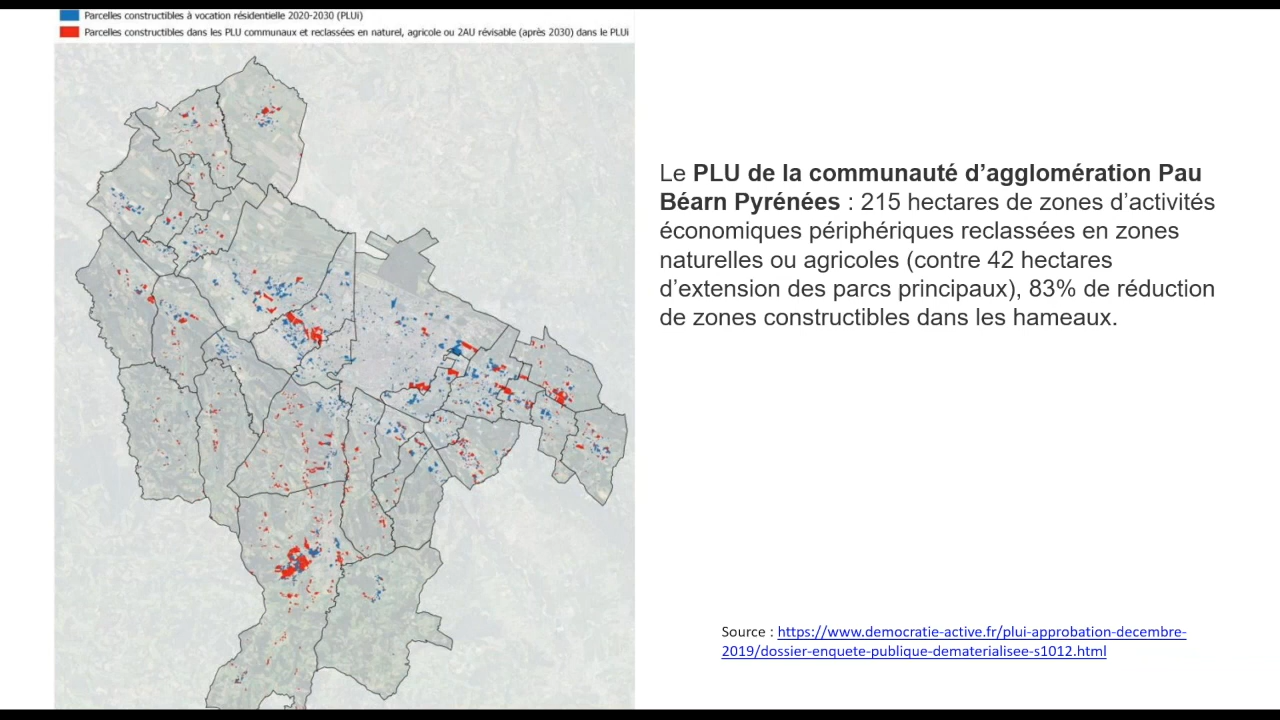 Parcelles constructibles à vocation résidentielle 2020-2030 (PLUi)
Parcelles constructibles dans les PLU communaux et reclassées en naturel, agricole ou 2AU révisable (après 2030) dans le PLUi
Le PLU de la communauté d’agglomération Pau
Béarn Pyrénées : 215 hectares de zones d’activités
économiques périphériques reclassées en zones
naturelles ou agricoles (contre 42 hectares
d’extension des parcs principaux), 83% de réduction
de zones constructibles dans les hameaux.
Source : https://www.democratie-active.fr/plui-approbation-decembre-
2019/dossier-enquete-publique-dematerialisee-s1012.html